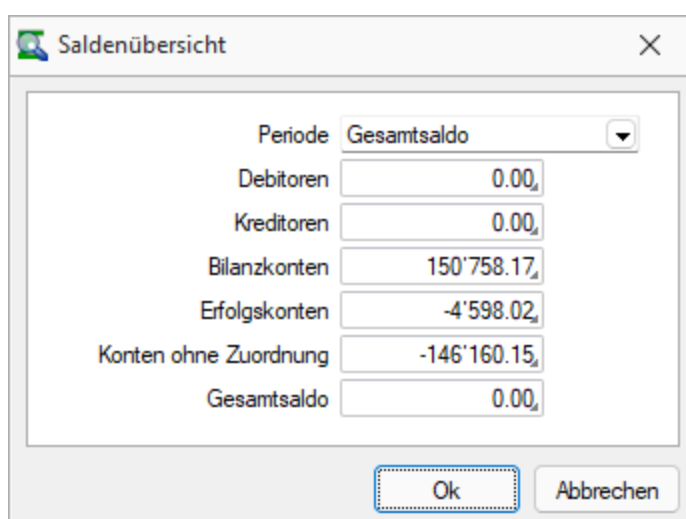 Saldenübersicht
Periode Gesamtsaldo
Debitoren 0.00
Kreditoren 0.00
Bilanzkonten 150'758.17
Erfolgskonten -4'598.02
Konten ohne Zuordnung -146'160.15
Gesamtsaldo 0.00
Ok Abbrechen